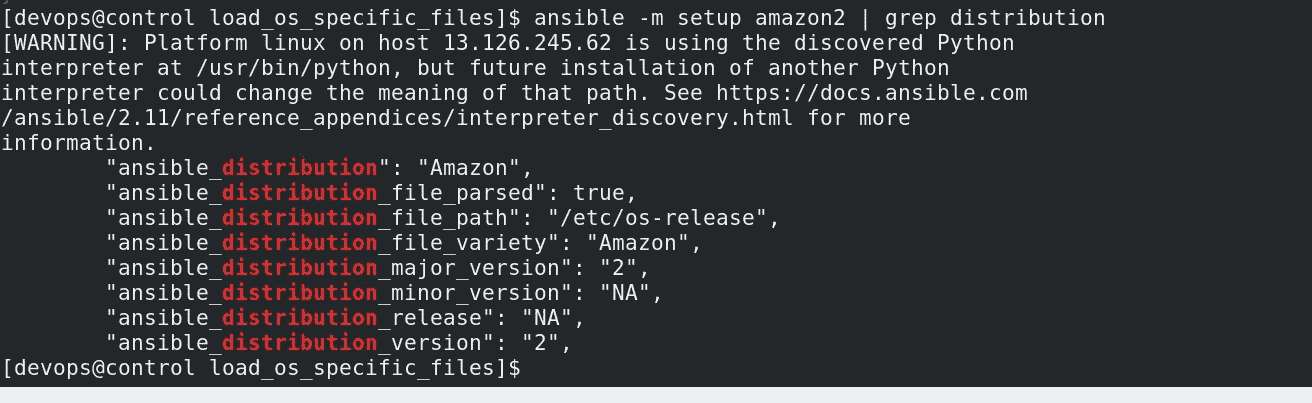 [devops@control load_os_specific_files]$ ansible -m setup amazon2 | grep distribution
[WARNING]: Platform linux on host 13.126.245.62 is using the discovered Python
interpreter at /usr/bin/python, but future installation of another Python
interpreter could change the meaning of that path. See https://docs.ansible.com
/ansible/2.11/reference_appendices/interpreter_discovery.html for more
information.
        "ansible_distribution": "Amazon",
        "ansible_distribution_file_parsed": true,
        "ansible_distribution_file_path": "/etc/os-release",
        "ansible_distribution_file_variety": "Amazon",
        "ansible_distribution_major_version": "2",
        "ansible_distribution_minor_version": "NA",
        "ansible_distribution_release": "NA",
        "ansible_distribution_version": "2",
[devops@control load_os_specific_files]$